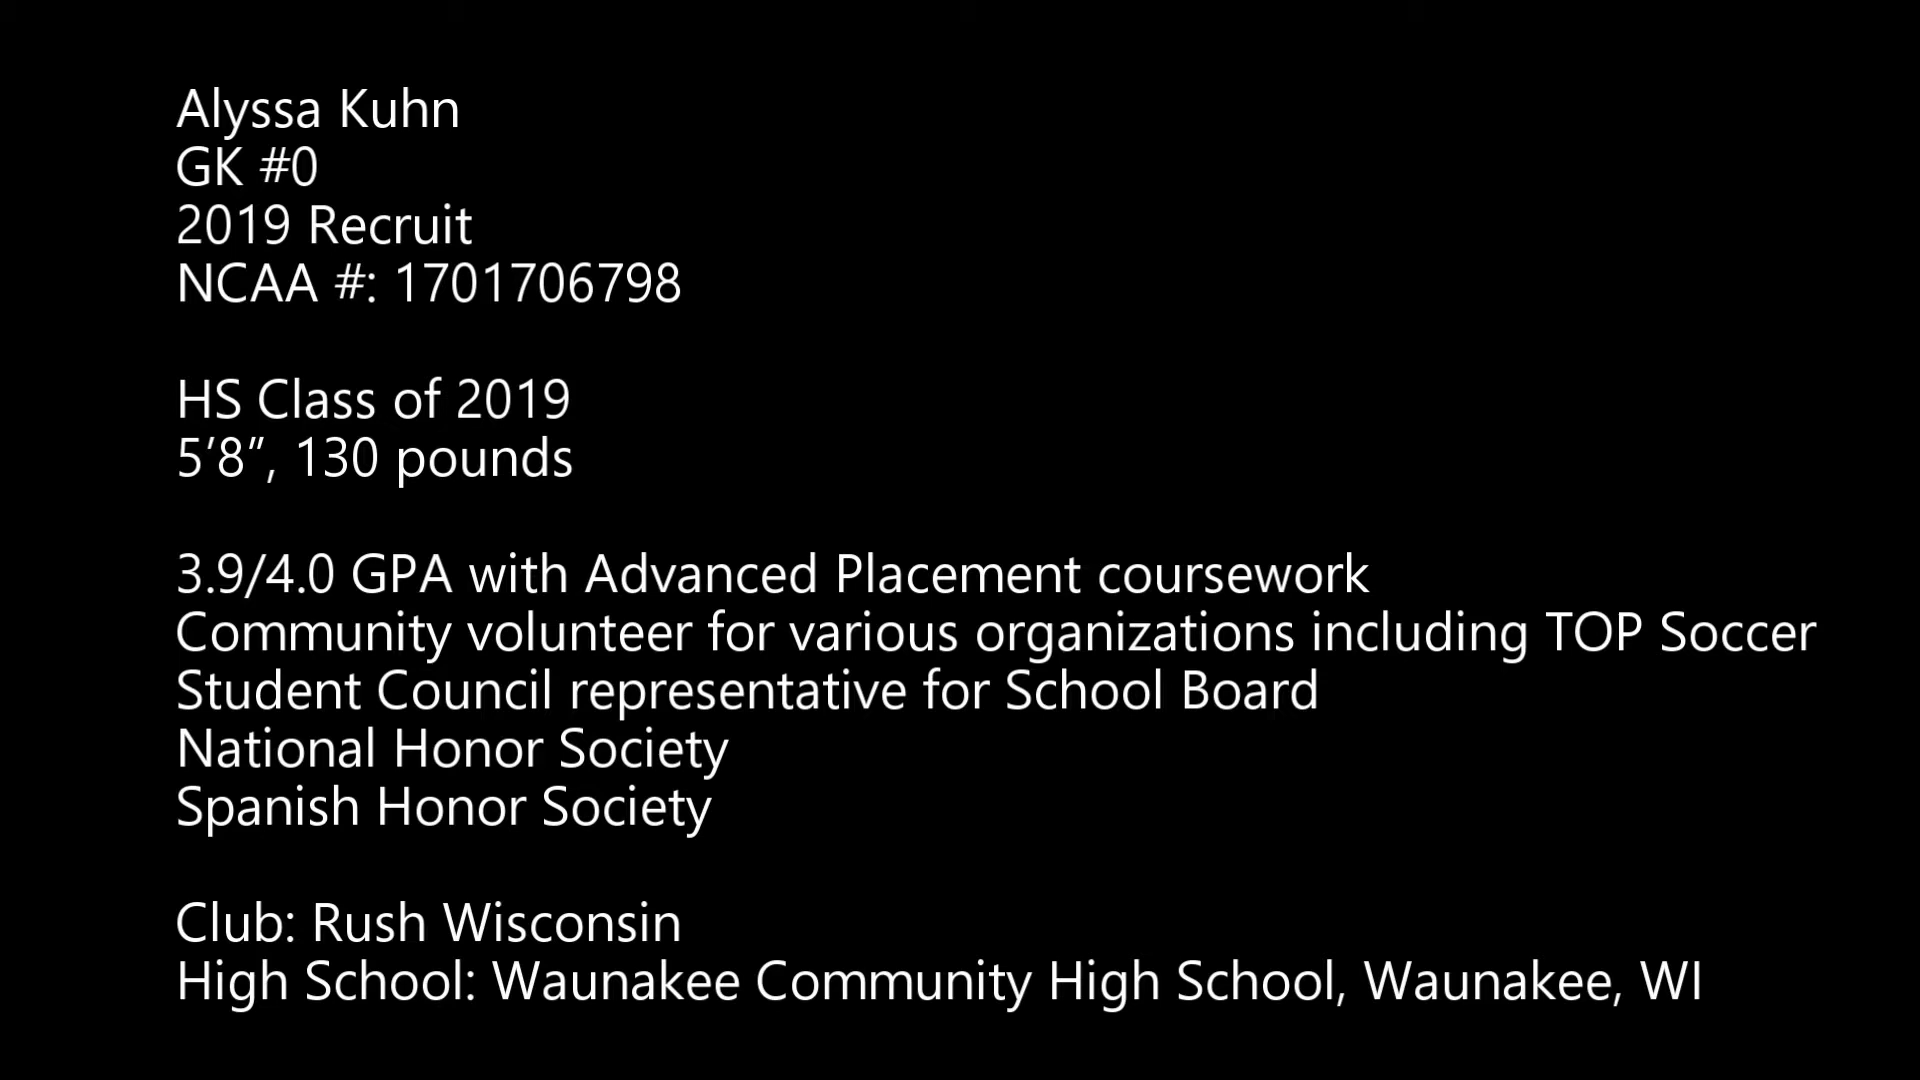 Alyssa Kuhn
GK #0
2019 Recruit
NCAA #: 1701706798
HS Class of 2019
5’8”, 130 pounds
3.9/4.0 GPA with Advanced Placement coursework
Community volunteer for various organizations including TOP Soccer
Student Council representative for School Board
National Honor Society
Spanish Honor Society
Club: Rush Wisconsin
High School: Waunakee Community High School, Waunakee, WI